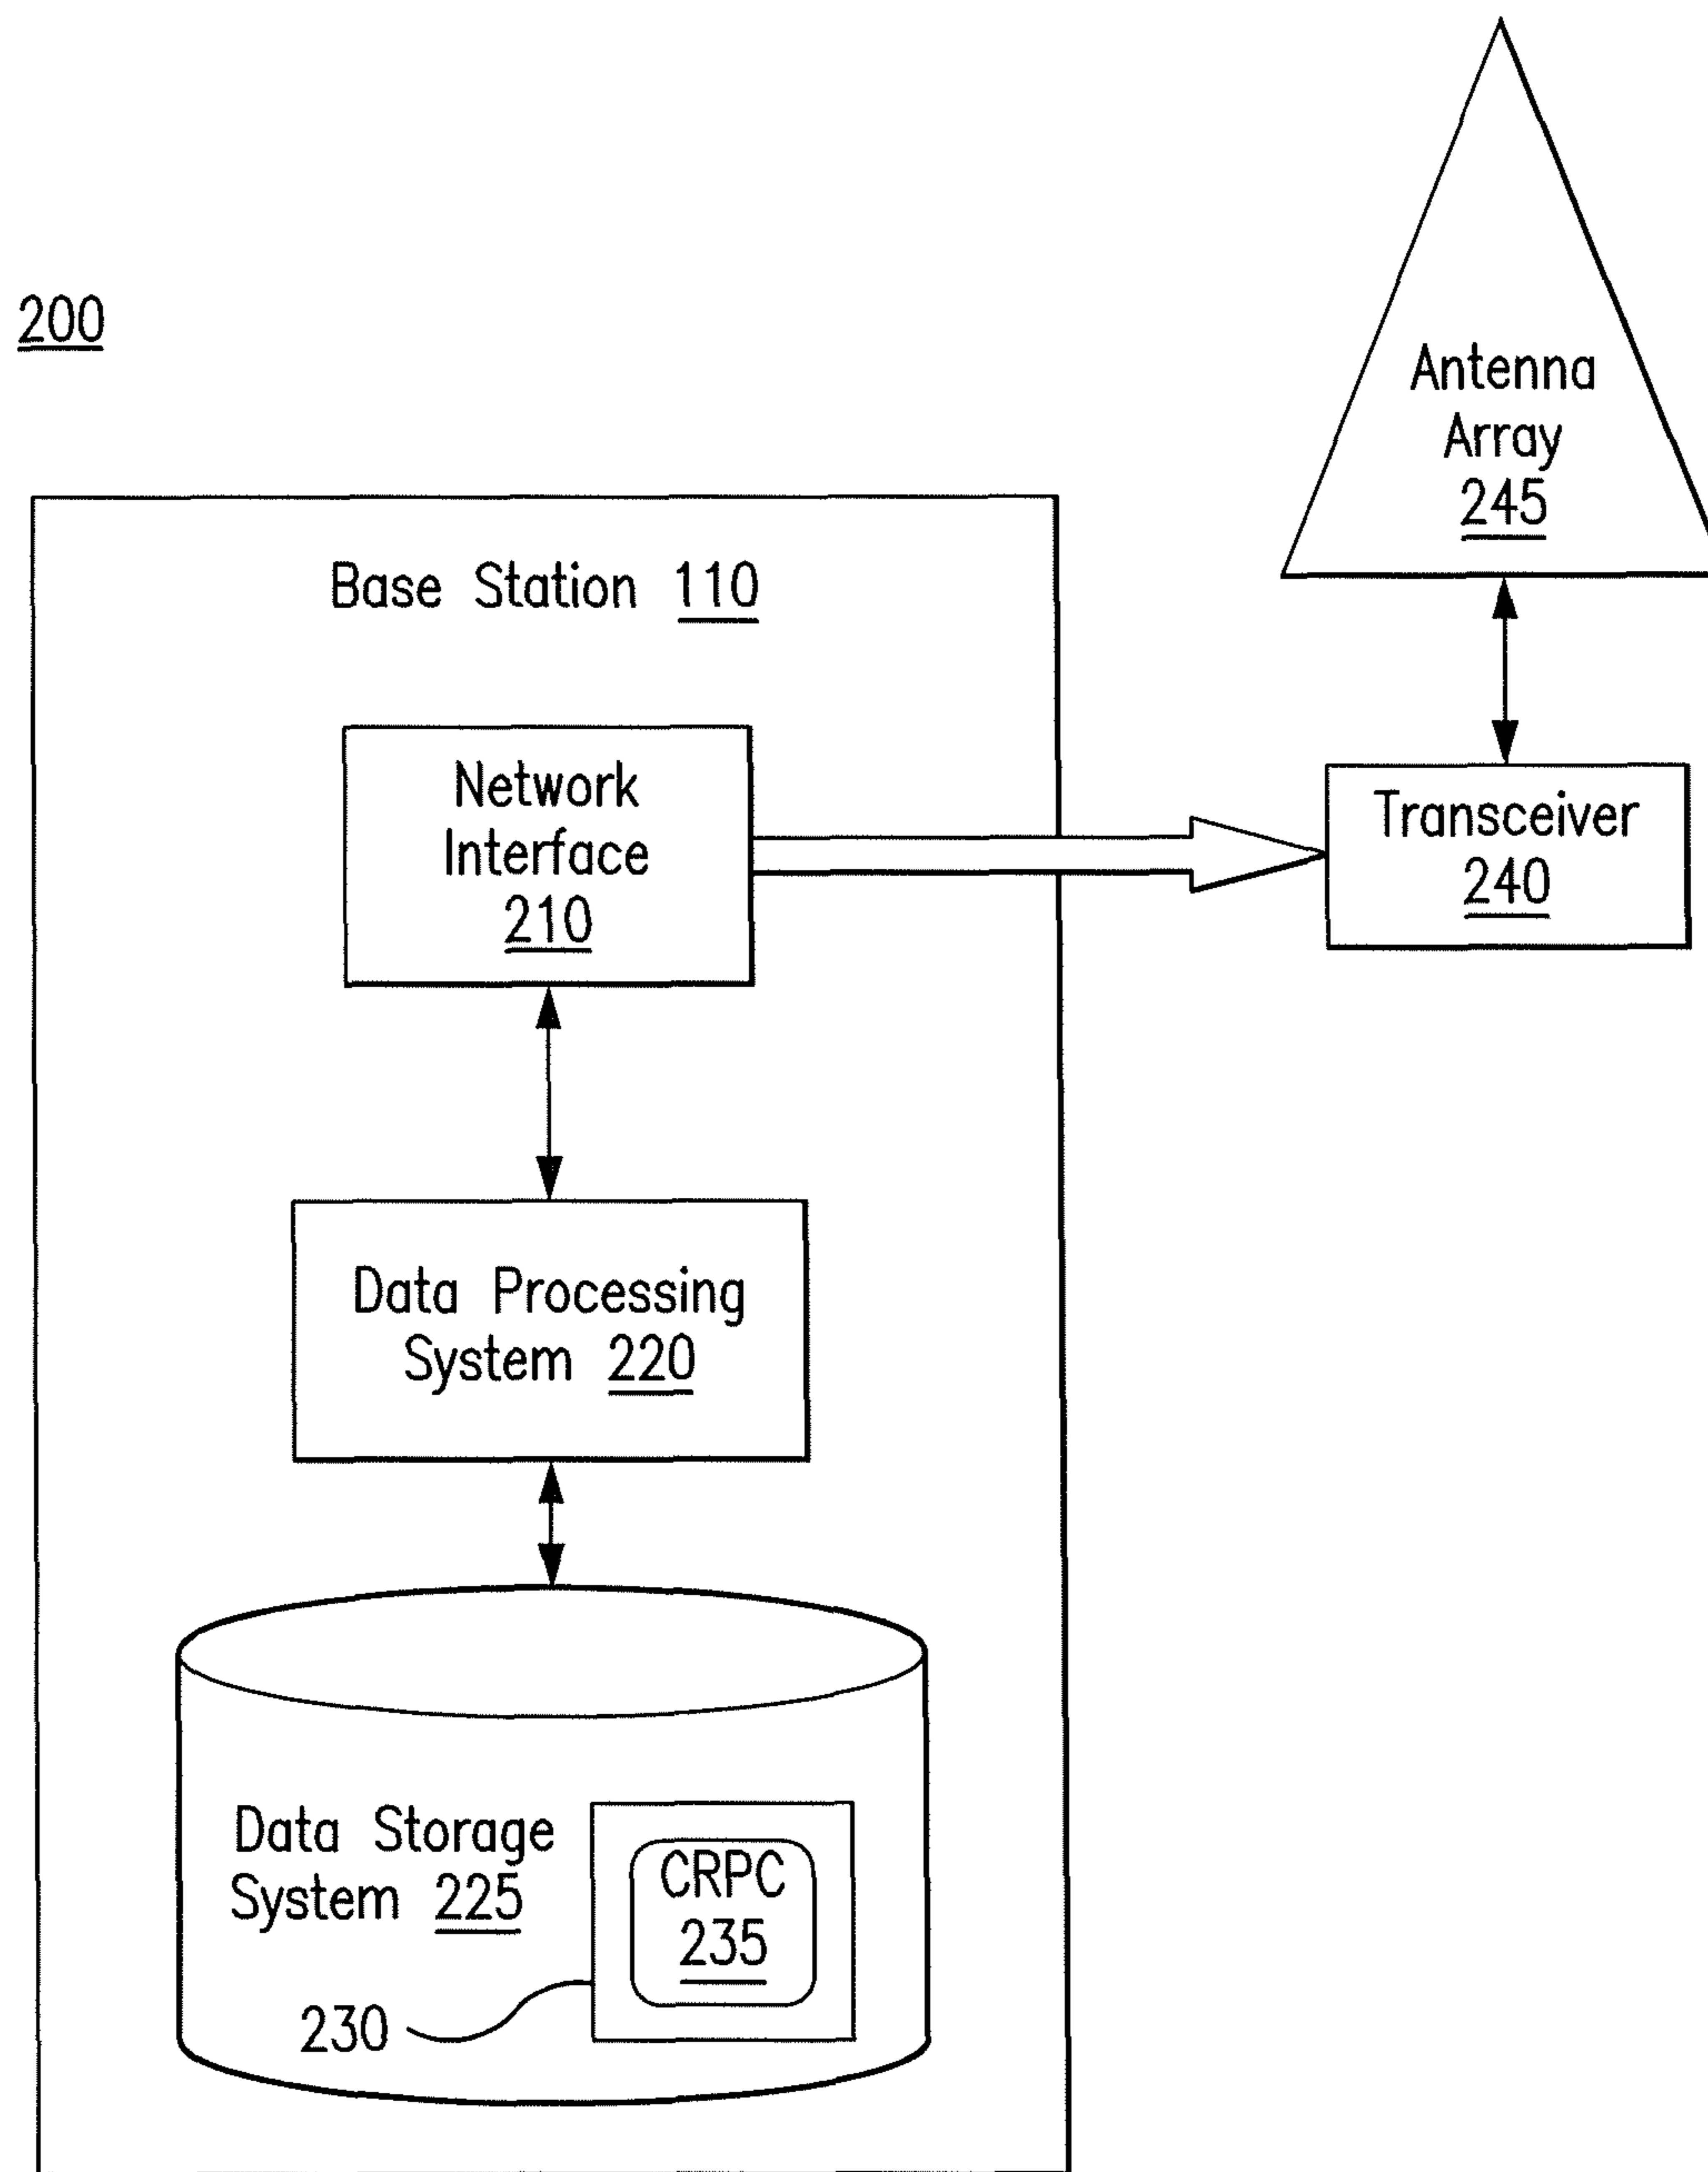 200
Antenna
Array
245
Base Station 110
Network
Interface
210
Transceiver
240
Data Processing
System 220
Data Storage
System 225
CRPC
235
230